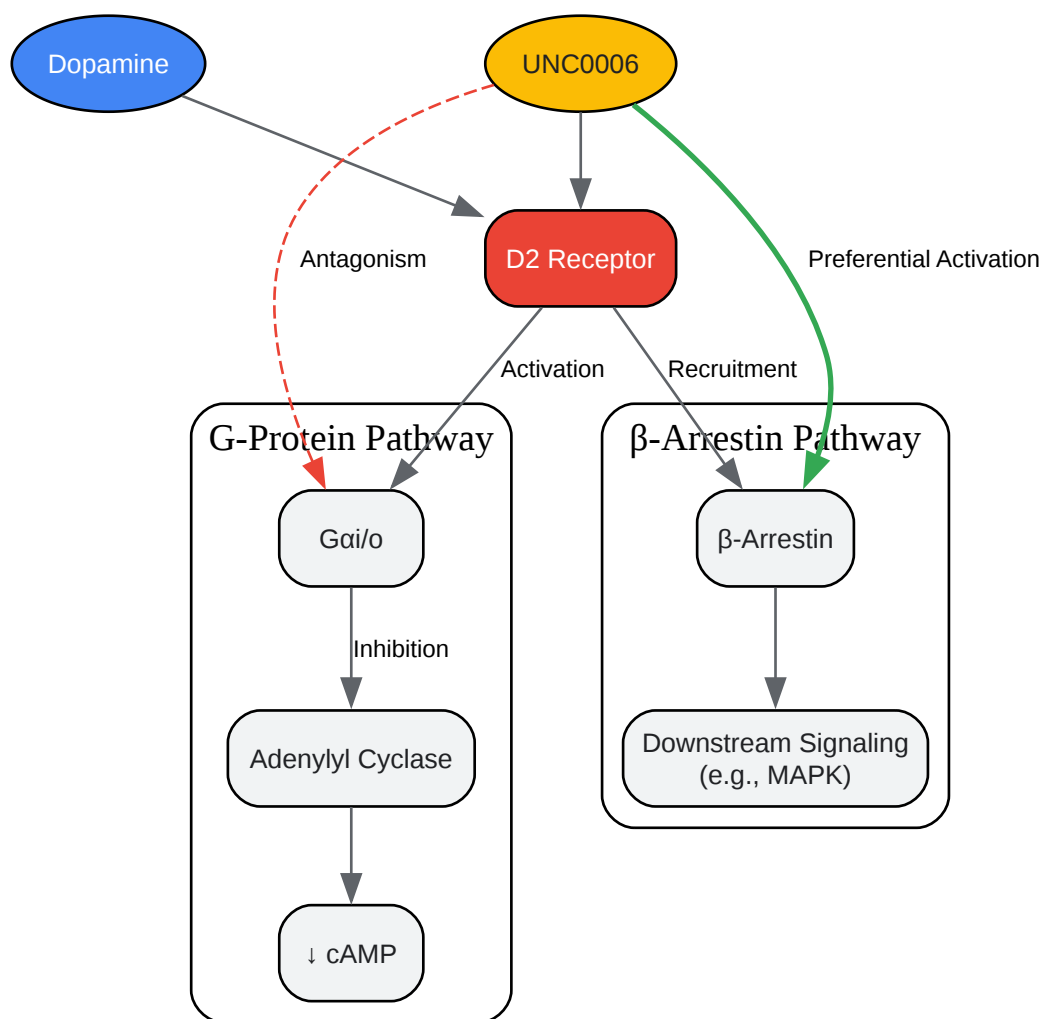 Dopamine
UNC0006
D2 Receptor
Antagonism
Preferential Activation
Activation
Recruitment
G-Protein Pathway
β-Arrestin Pathway
Gαi/o
β-Arrestin
Inhibition
Adenylyl Cyclase
Downstream Signaling
(e.g., MAPK)
↓ cAMP